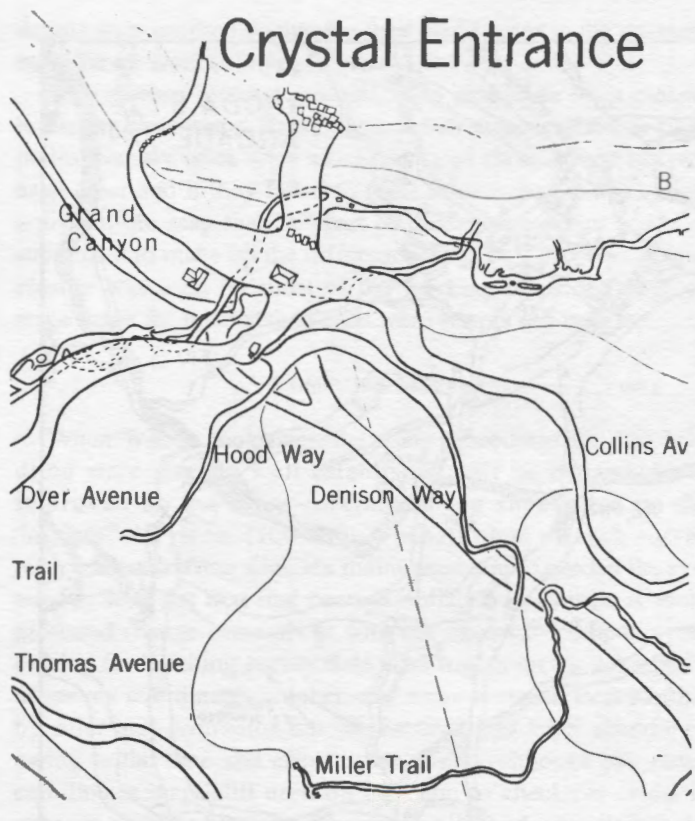 Crystal Entrance
B
Grand
Canyon
Collins Av
Hood Way
Dyer Avenue
Denison Way
Trail
Thomas Avenue
Miller Trail